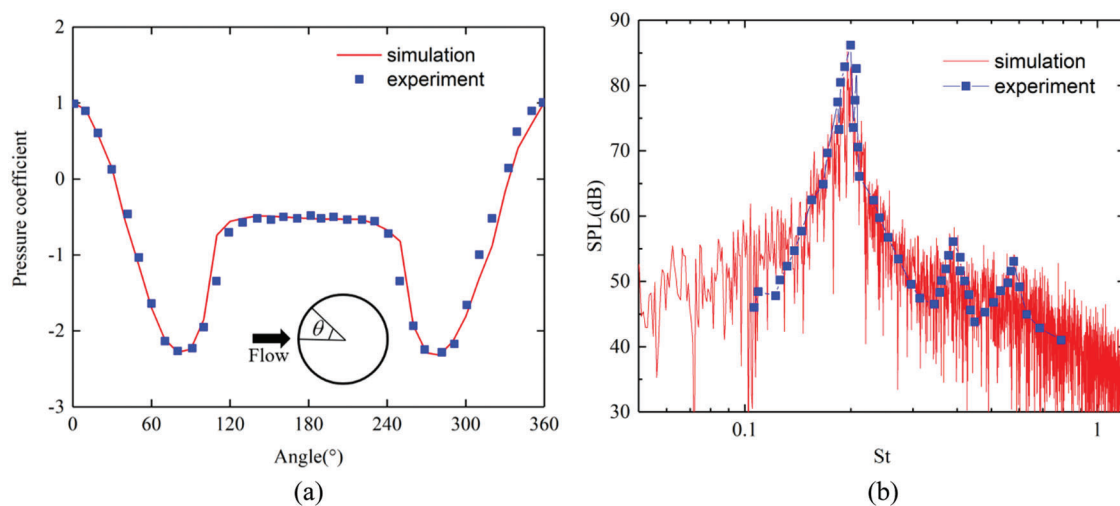 2
1
0
-1
-2
-3
Pressure coefficient
simulation
experiment
θ
Flow
0
60
120
180
240
300
360
Angle(°)
(a)
90
80
70
60
50
40
30
SPL(dB)
simulation
experiment
0.1
1
St
(b)